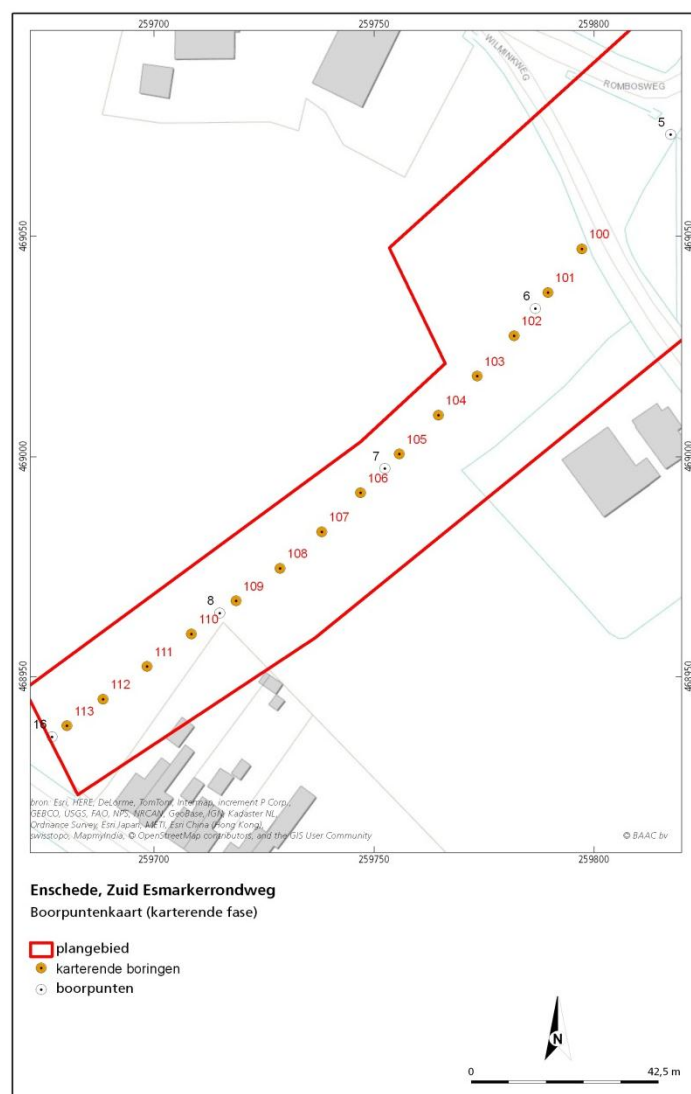 259700 259750 259800
WILMINKWEG
ROMBOSWEG
5
469050 469050
100
101
6
102
103
104
105
469000 469000
7
106
107
108
109
8
110
111
468950 468950
112
16
113
bron: Esri, HERE, DeLorme, TomTom, Intermap, increment P Corp.,
GEBCO, USGS, FAO, NPS, NRCAN, GeoBase, IGN, Kadaster NL,
Ordnance Survey, Esri Japan, METI, Esri China (Hong Kong),
swisstopo, MapmyIndia, © OpenStreetMap contributors, and the GIS User Community
© BAAC bv
259700 259750 259800
Enschede, Zuid Esmarkerrondweg
Boorpuntenkaart (karterende fase)
plangebied
karterende boringen
boorpunten
N
0 42,5 m